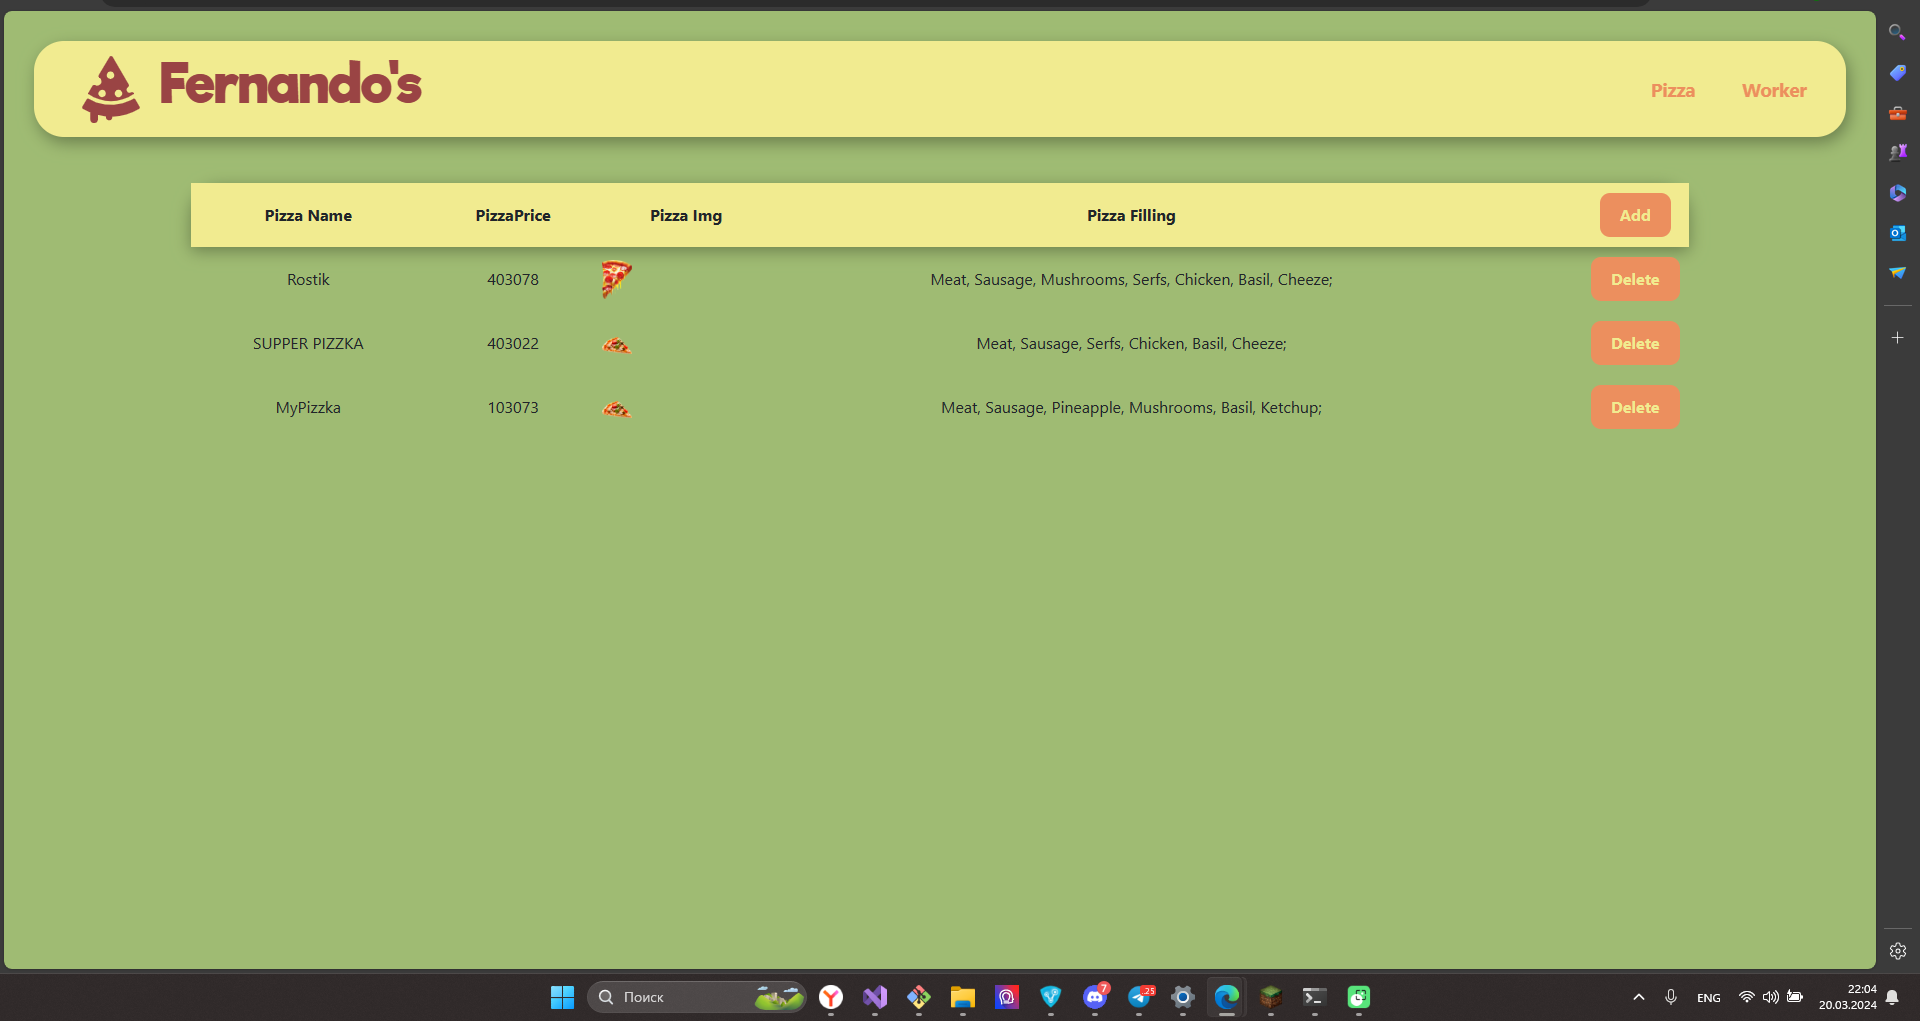 Fernando's
Pizza Worker
Pizza Name PizzaPrice Pizza Img Pizza Filling Add
Rostik 403078 Meat, Sausage, Mushrooms, Serfs, Chicken, Basil, Cheeze; Delete
SUPPER PIZZKA 403022 Meat, Sausage, Serfs, Chicken, Basil, Cheeze; Delete
MyPizzka 103073 Meat, Sausage, Pineapple, Mushrooms, Basil, Ketchup; Delete
Поиск 7 25 ENG 22:04
20.03.2024